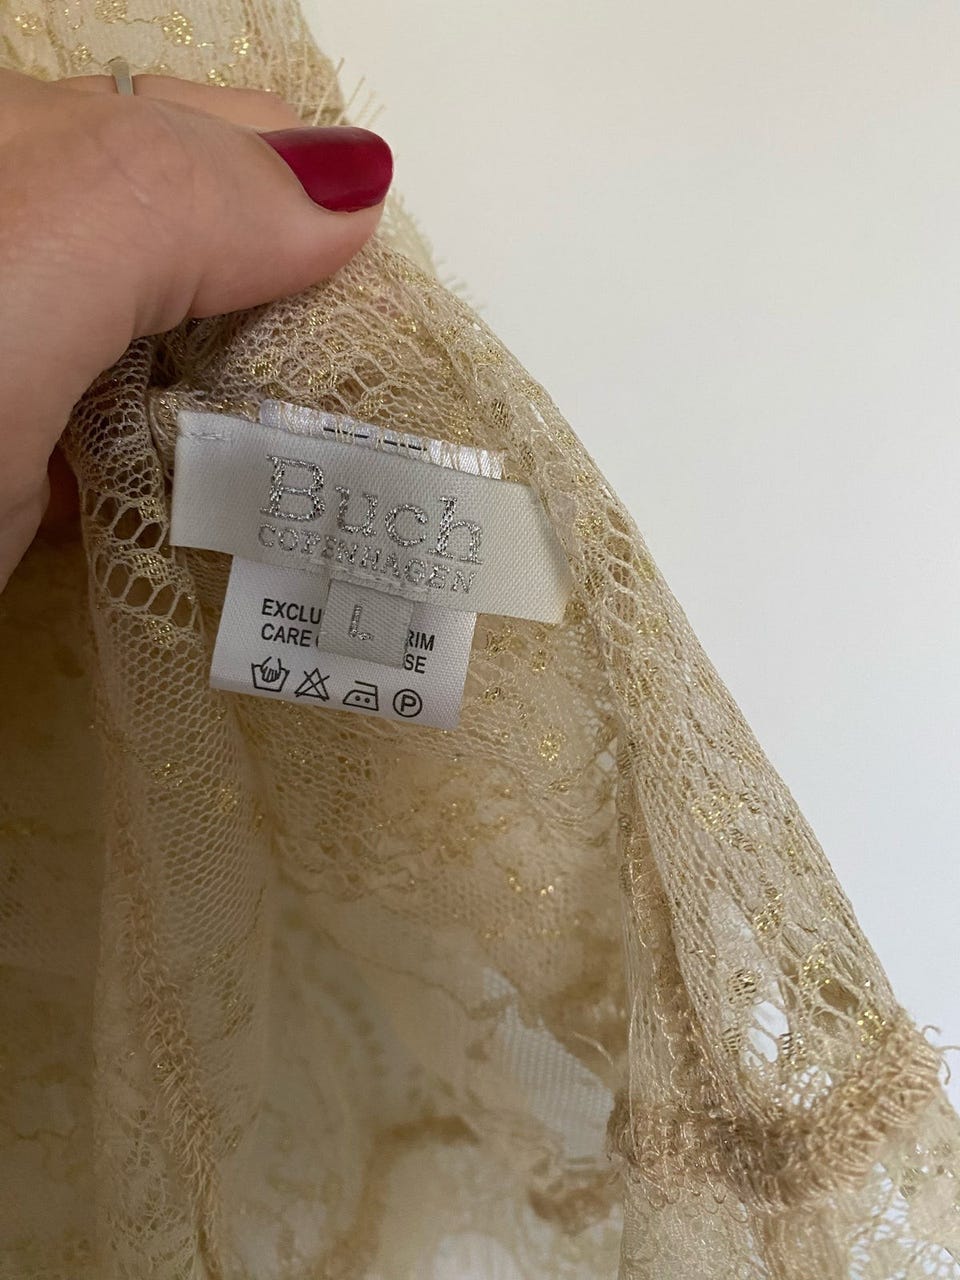 Buch
COPENHAGEN
L
EXCLU RIM
CARE SE
P